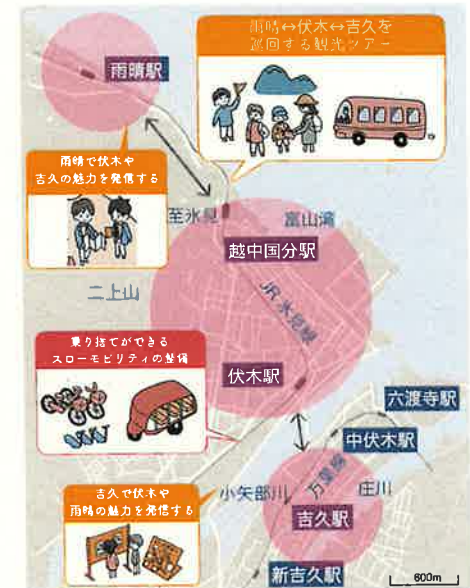 雨晴↔伏木↔吉久を
巡回する観光ツアー
雨晴駅
雨晴で伏木や
吉久の魅力を発信する
至氷見
富山湾
越中国分駅
二上山
JR氷見線
乗り捨てができる
スローモビリティの整備
伏木駅
六渡寺駅
中伏木駅
万葉線
庄川
小矢部川
吉久で伏木や
雨晴の魅力を発信する
吉久駅
新吉久駅
600m